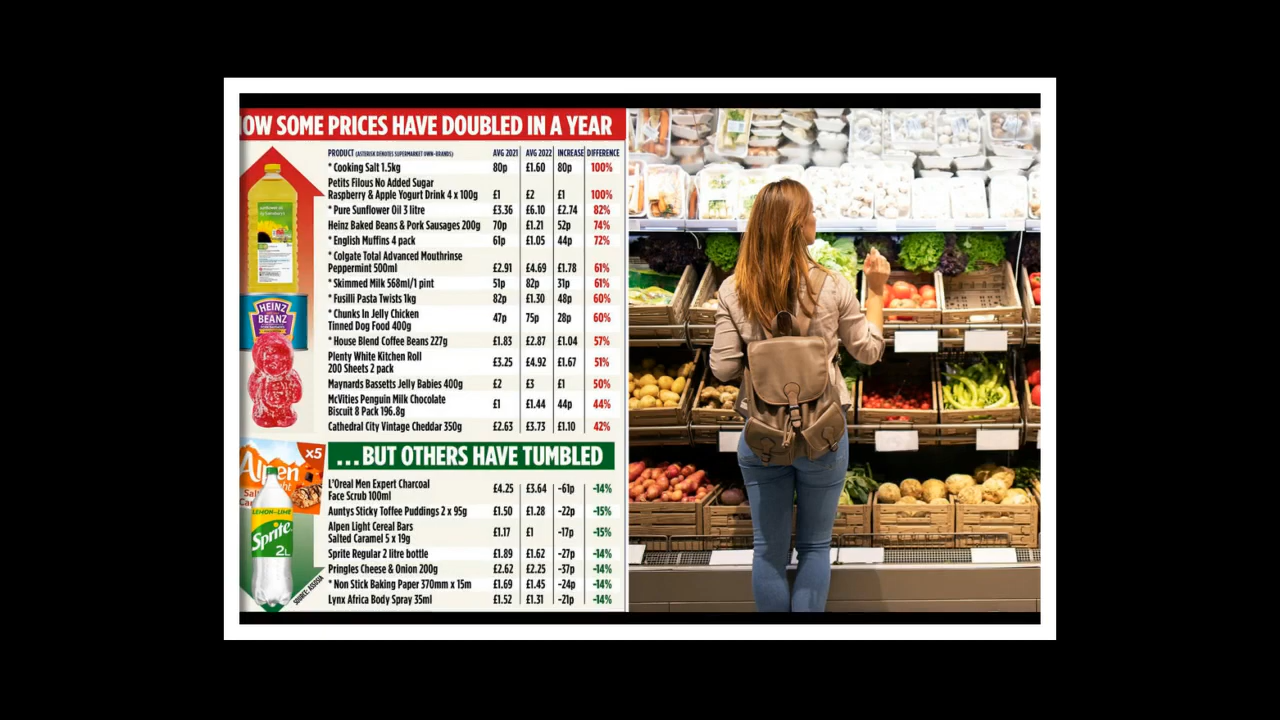 OW SOME PRICES HAVE DOUBLED IN A YEAR
PRODUCT (ASTERISK DENOTES SUPERMARKET OWN-BRANDS) AVG 2021 AVG 2022 INCREASE DIFFERENCE
* Cooking Salt 1.5kg 80p £1.60 80p 100%
Petits Filous No Added Sugar
Raspberry & Apple Yogurt Drink 4 x 100g £1 £2 £1 100%
* Pure Sunflower Oil 3 litre £3.36 £6.10 £2.74 82%
Heinz Baked Beans & Pork Sausages 200g 70p £1.21 52p 74%
* English Muffins 4 pack 61p £1.05 44p 72%
* Colgate Total Advanced Mouthrinse
Peppermint 500ml £2.91 £4.69 £1.78 61%
* Skimmed Milk 568ml/1 pint 51p 82p 31p 61%
* Fusilli Pasta Twists 1kg 82p £1.30 48p 60%
* Chunks In Jelly Chicken
Tinned Dog Food 400g 47p 75p 28p 60%
* House Blend Coffee Beans 227g £1.83 £2.87 £1.04 57%
Plenty White Kitchen Roll
200 Sheets 2 pack £3.25 £4.92 £1.67 51%
Maynards Bassetts Jelly Babies 400g £2 £3 £1 50%
McVities Penguin Milk Chocolate
Biscuit 8 Pack 196.8g £1 £1.44 44p 44%
Cathedral City Vintage Cheddar 350g £2.63 £3.73 £1.10 42%
HEINZ
BEANZ
...BUT OTHERS HAVE TUMBLED
L'Oreal Men Expert Charcoal
Face Scrub 100ml £4.25 £3.64 -61p -14%
Auntys Sticky Toffee Puddings 2 x 95g £1.50 £1.28 -22p -15%
Alpen Light Cereal Bars
Salted Caramel 5 x 19g £1.17 £1 -17p -15%
Sprite Regular 2 litre bottle £1.89 £1.62 -27p -14%
Pringles Cheese & Onion 200g £2.62 £2.25 -37p -14%
* Non Stick Baking Paper 370mm x 15m £1.69 £1.45 -24p -14%
Lynx Africa Body Spray 35ml £1.52 £1.31 -21p -14%
x5
Alpen
LEMON-LIME
Sprite
2L